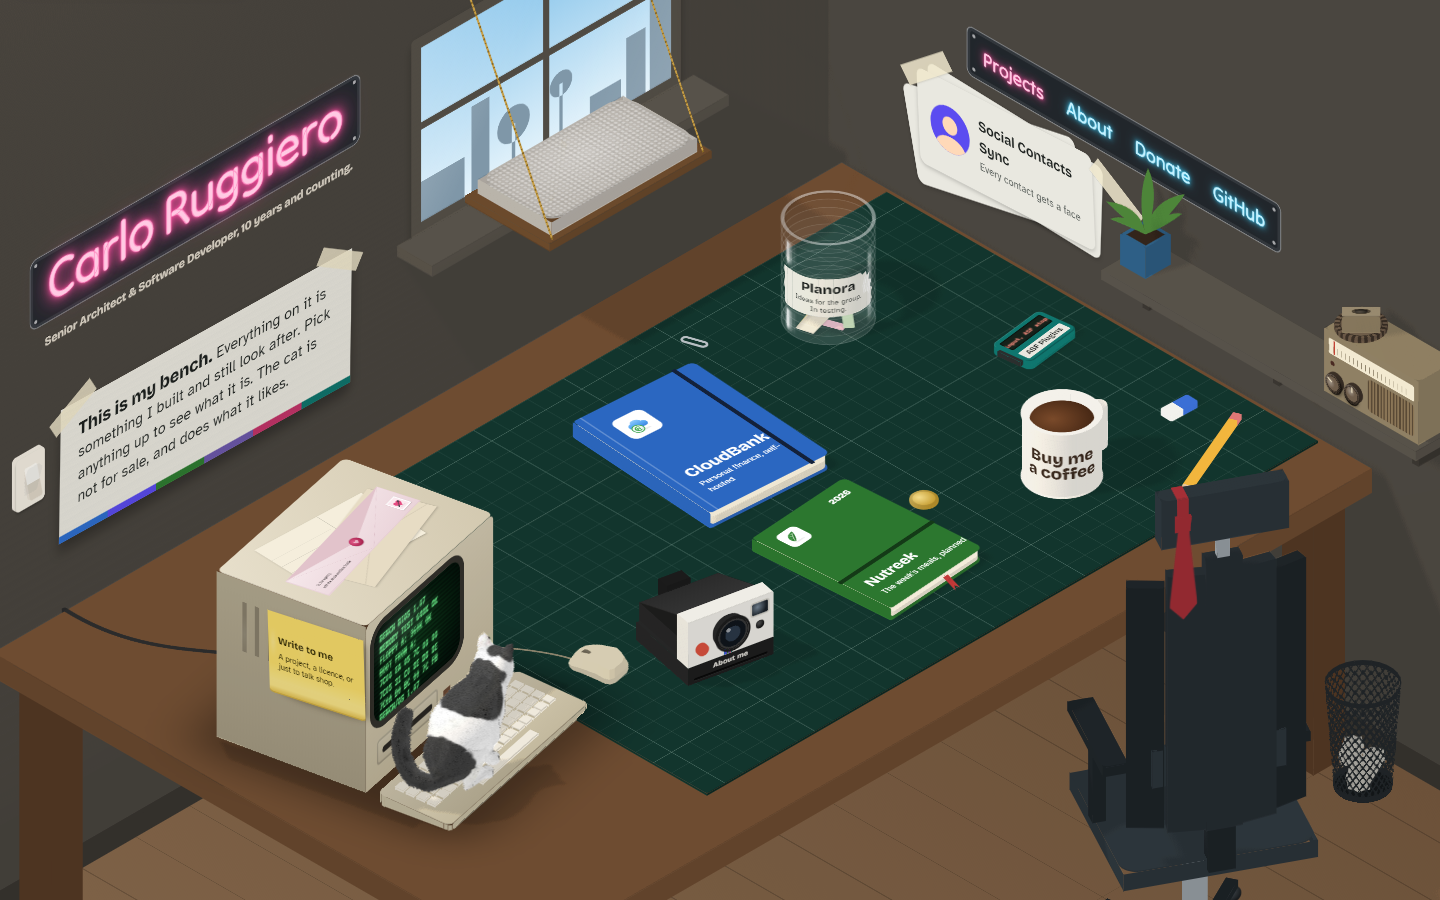 Carlo Ruggiero
Senior Architect & Software Developer, 10 years and counting.
This is my bench. Everything on it is
something I built and still look after. Pick
anything up to see what it is. The cat is
not for sale, and does what it likes.
Projects
About
Donate
GitHub
Social Contacts
Sync
Every contact gets a face
Planora
Ideas for the group.
In testing.
ASF Plugins
CloudBank
Personal finance, self-
hosted
2026
Nutreek
The week's meals, planned
Buy me
a coffee
About me
Write to me
A project, a licence, or
just to talk shop.